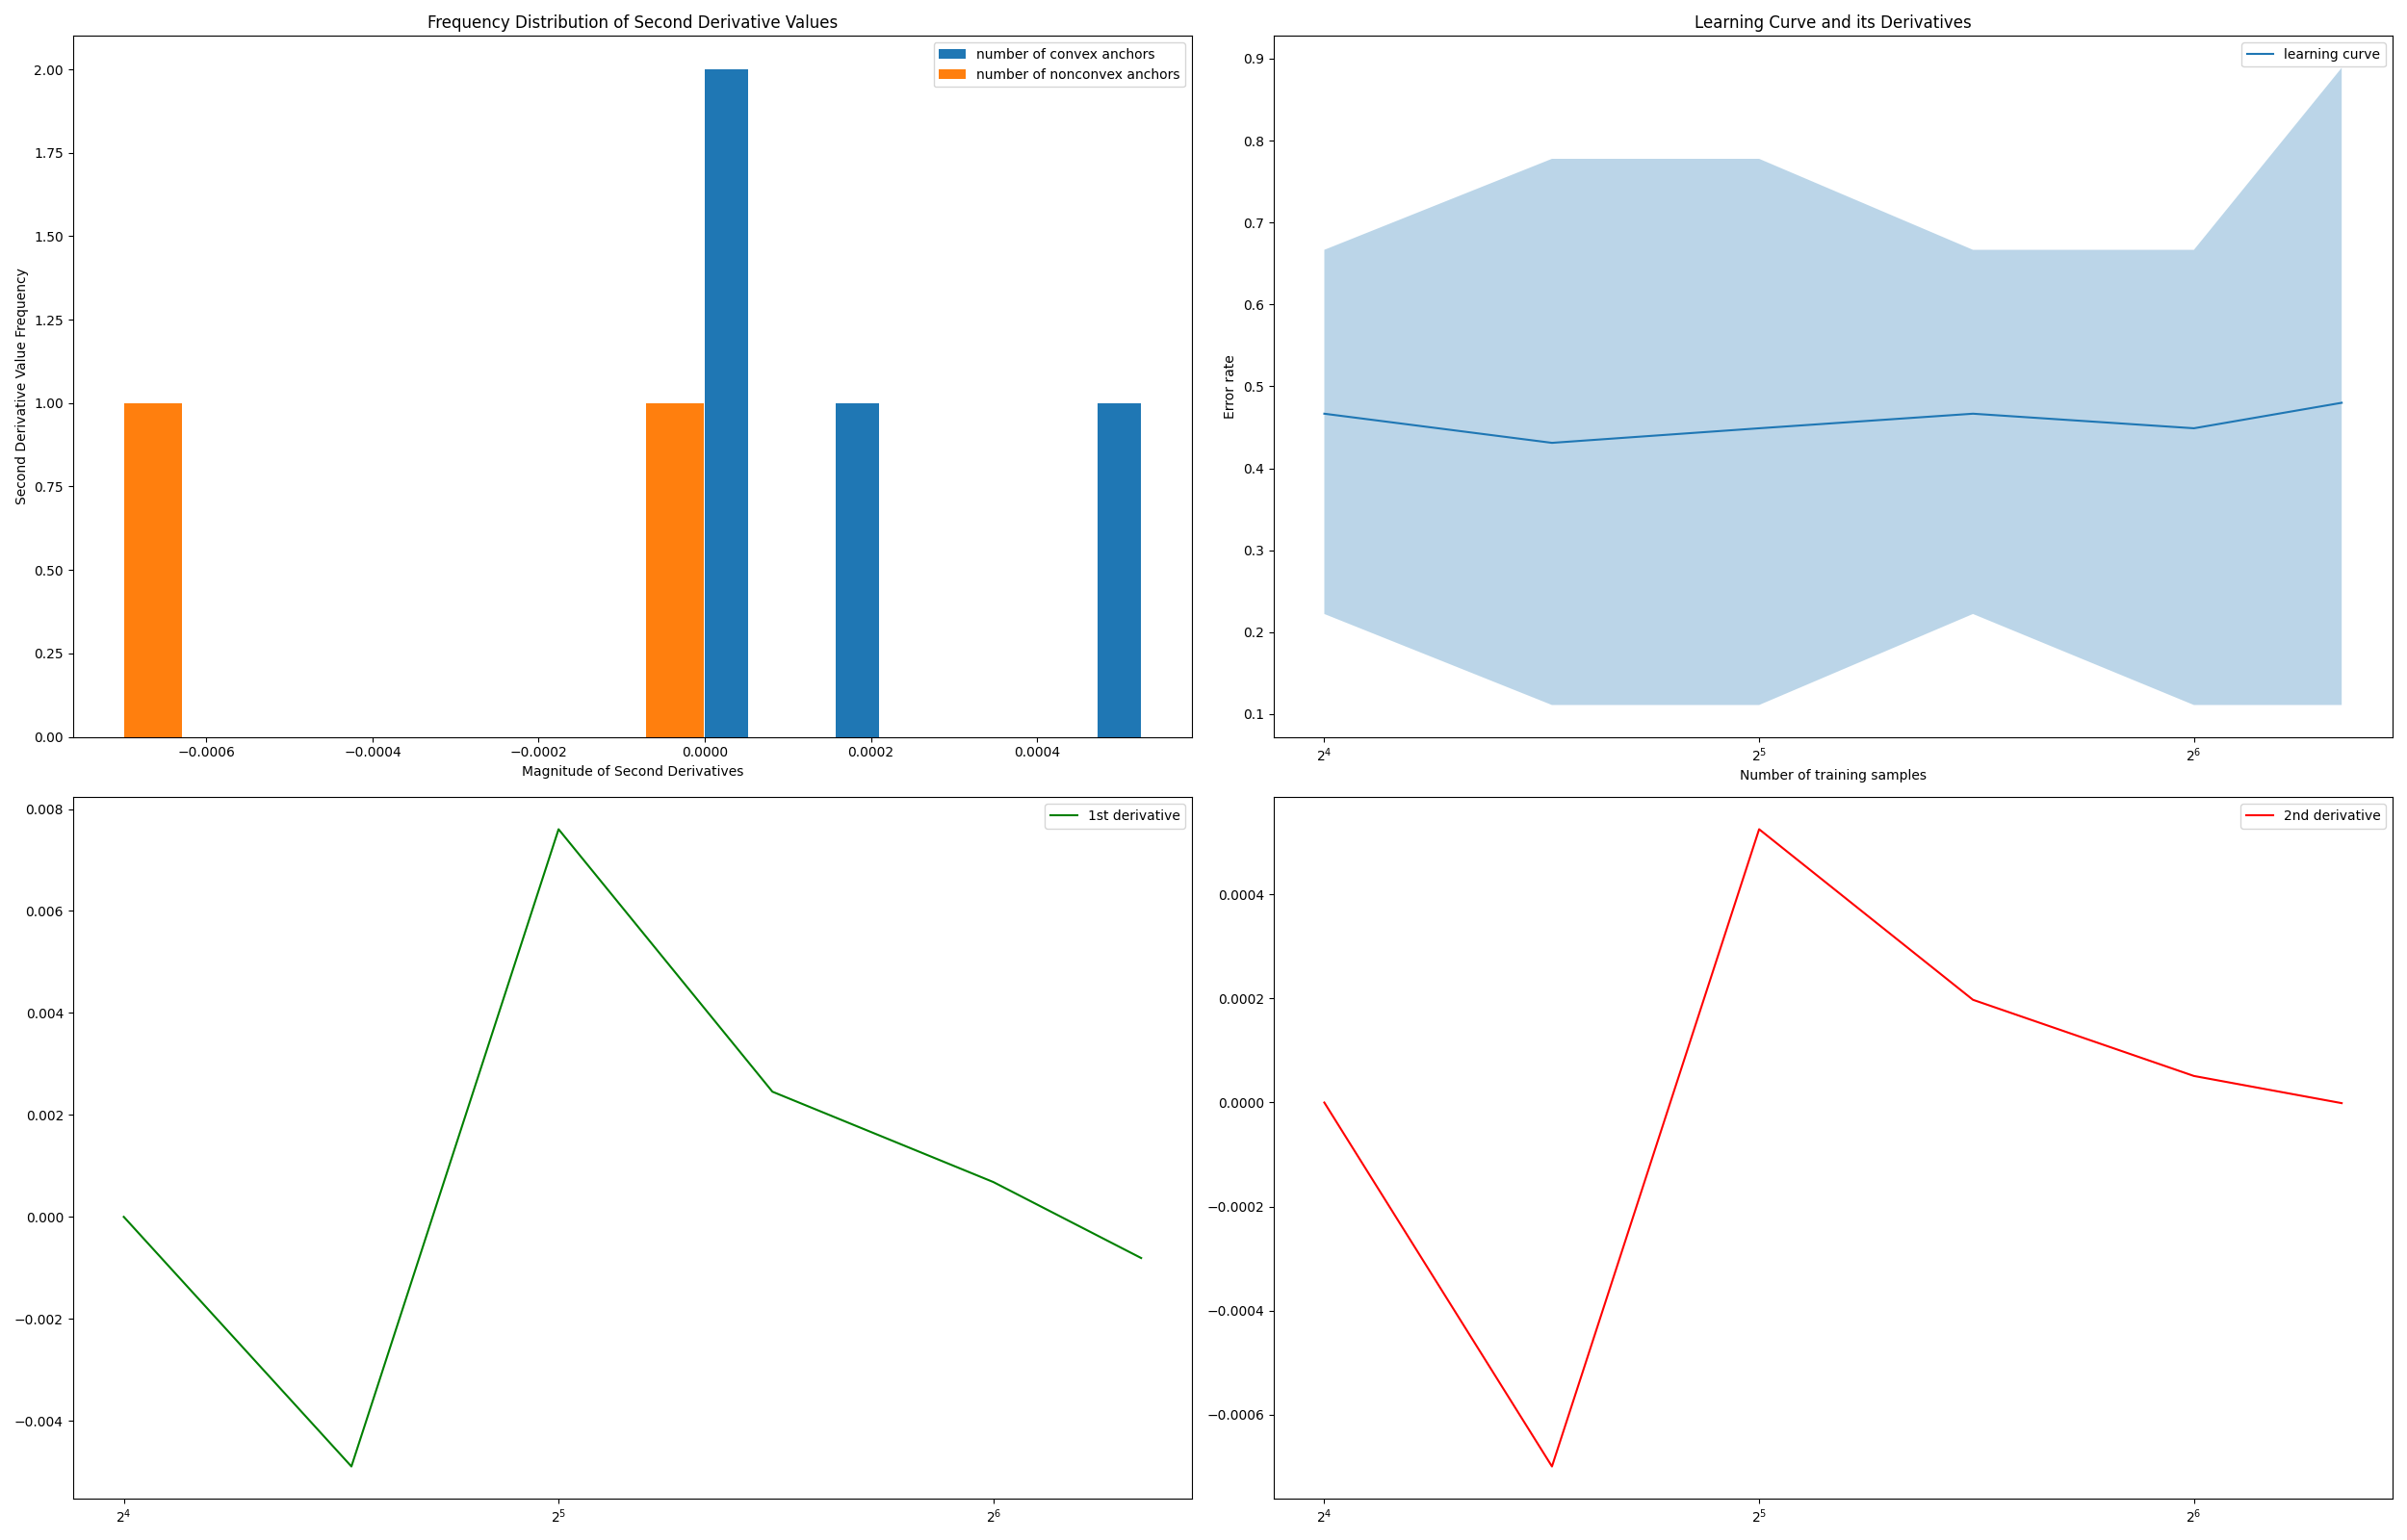 Frequency Distribution of Second Derivative Values
number of convex anchors
number of nonconvex anchors
Second Derivative Value Frequency
2.00
1.75
1.50
1.25
1.00
0.75
0.50
0.25
0.00
−0.0006 −0.0004 −0.0002 0.0000 0.0002 0.0004
Magnitude of Second Derivatives
Learning Curve and its Derivatives
learning curve
Error rate
0.9
0.8
0.7
0.6
0.5
0.4
0.3
0.2
0.1
2⁴ 2⁵ 2⁶
Number of training samples
1st derivative
0.008
0.006
0.004
0.002
0.000
−0.002
−0.004
2⁴ 2⁵ 2⁶
2nd derivative
0.0004
0.0002
0.0000
−0.0002
−0.0004
−0.0006
2⁴ 2⁵ 2⁶